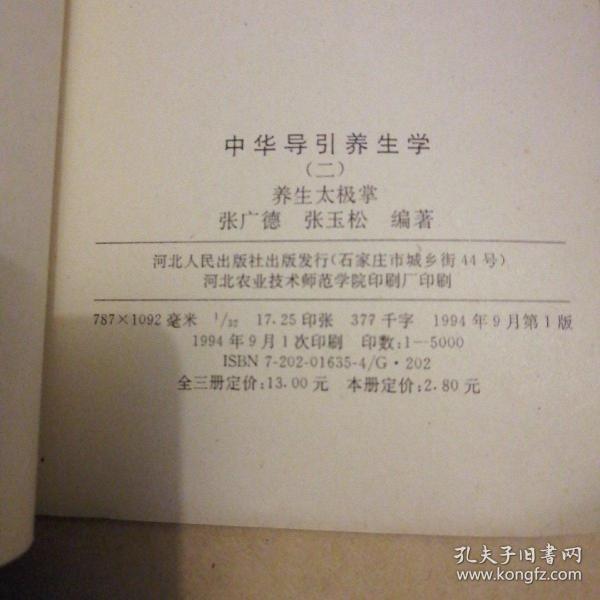 中华导引养生学
(二)
养生太极掌
张广德 张玉松 编著
河北人民出版社出版发行(石家庄市城乡街44号)
河北农业技术师范学院印刷厂印刷
787×1092毫米 1/32 17.25印张 377千字 1994年9月第1版
1994年9月1次印刷 印数:1—5000
ISBN 7-202-01635-4/G·202
全三册定价:13.00元 本册定价:2.80元
孔夫子旧书网
www.kongfz.com